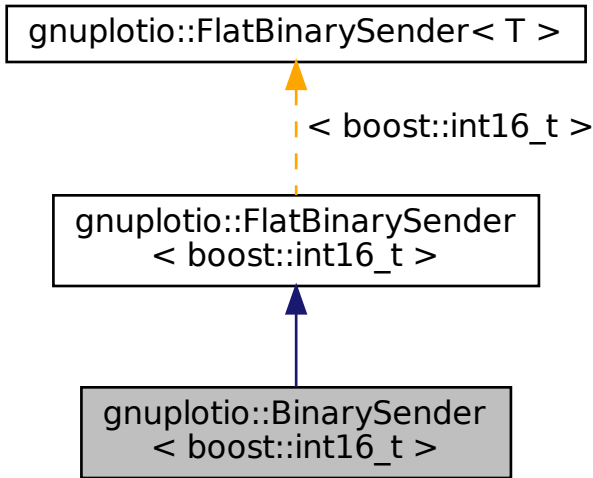 gnuplotio::FlatBinarySender< T >
< boost::int16_t >
gnuplotio::FlatBinarySender
< boost::int16_t >
gnuplotio::BinarySender
< boost::int16_t >